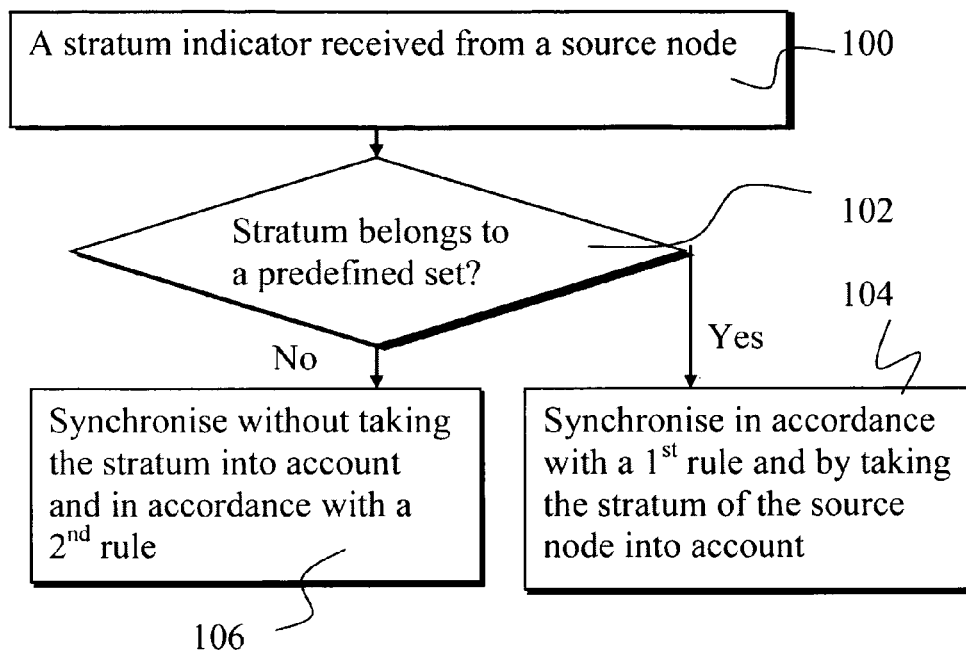 A stratum indicator received from a source node
100
Stratum belongs to
a predefined set?
102
104
No
Yes
Synchronise without taking
the stratum into account
and in accordance with a
2nd rule
Synchronise in accordance
with a 1st rule and by taking
the stratum of the source
node into account
106